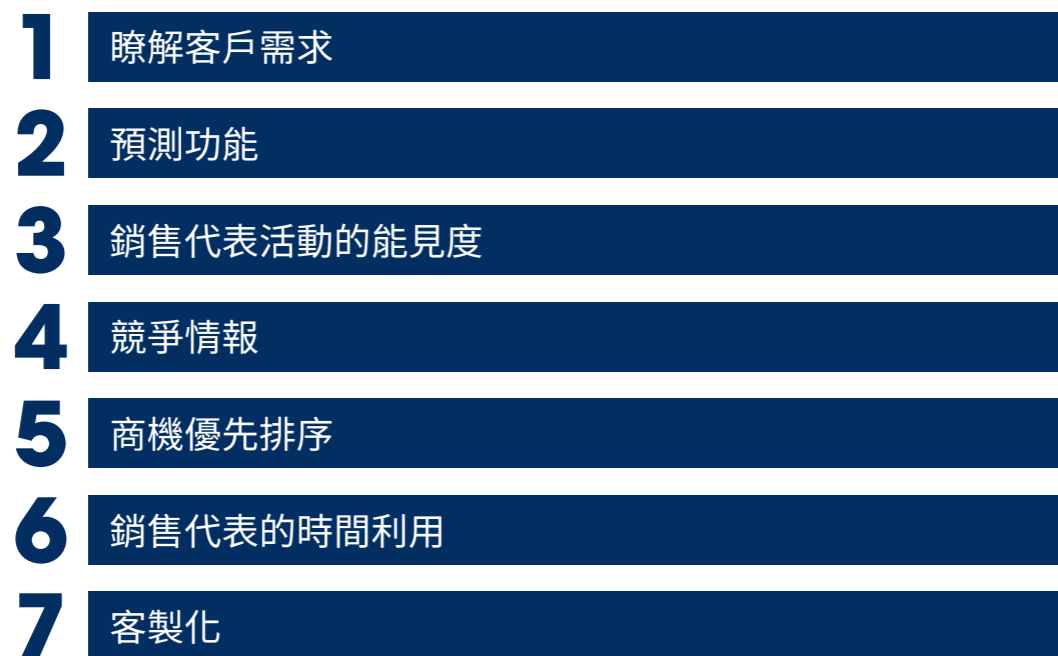 1 瞭解客戶需求
2 預測功能
3 銷售代表活動的能見度
4 競爭情報
5 商機優先排序
6 銷售代表的時間利用
7 客製化